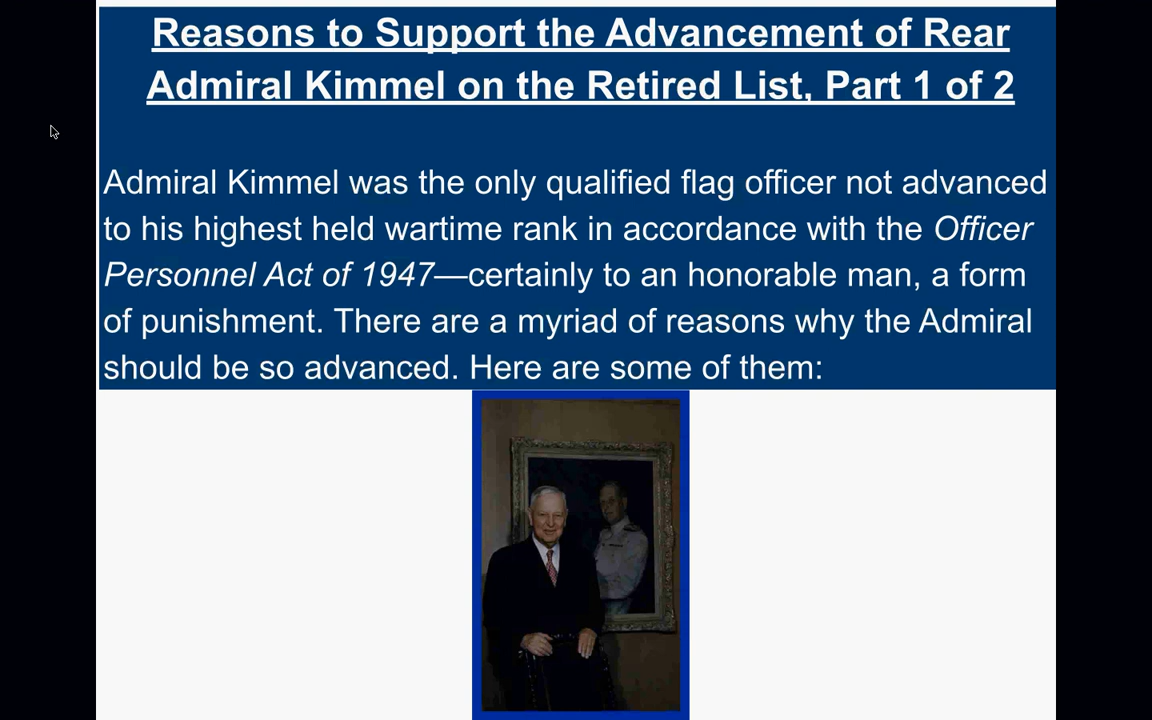 Reasons to Support the Advancement of Rear
Admiral Kimmel on the Retired List, Part 1 of 2
Admiral Kimmel was the only qualified flag officer not advanced
to his highest held wartime rank in accordance with the Officer
Personnel Act of 1947—certainly to an honorable man, a form
of punishment. There are a myriad of reasons why the Admiral
should be so advanced. Here are some of them: